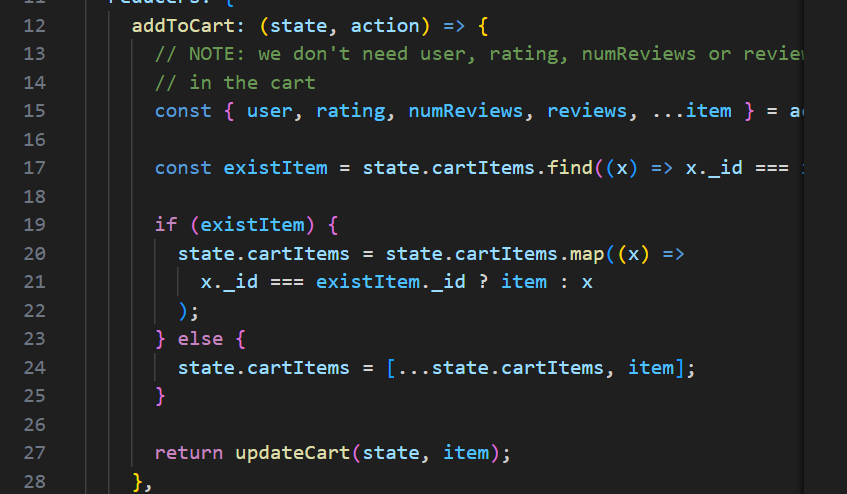 12 addToCart: (state, action) => {
13 // NOTE: we don't need user, rating, numReviews or
14 // in the cart
15 const { user, rating, numReviews, reviews, ...item } =
16
17 const existItem = state.cartItems.find((x) => x._id ===
18
19 if (existItem) {
20 state.cartItems = state.cartItems.map((x) =>
21 x._id === existItem._id ? item : x
22 );
23 } else {
24 state.cartItems = [...state.cartItems, item];
25 }
26
27 return updateCart(state, item);
28 },